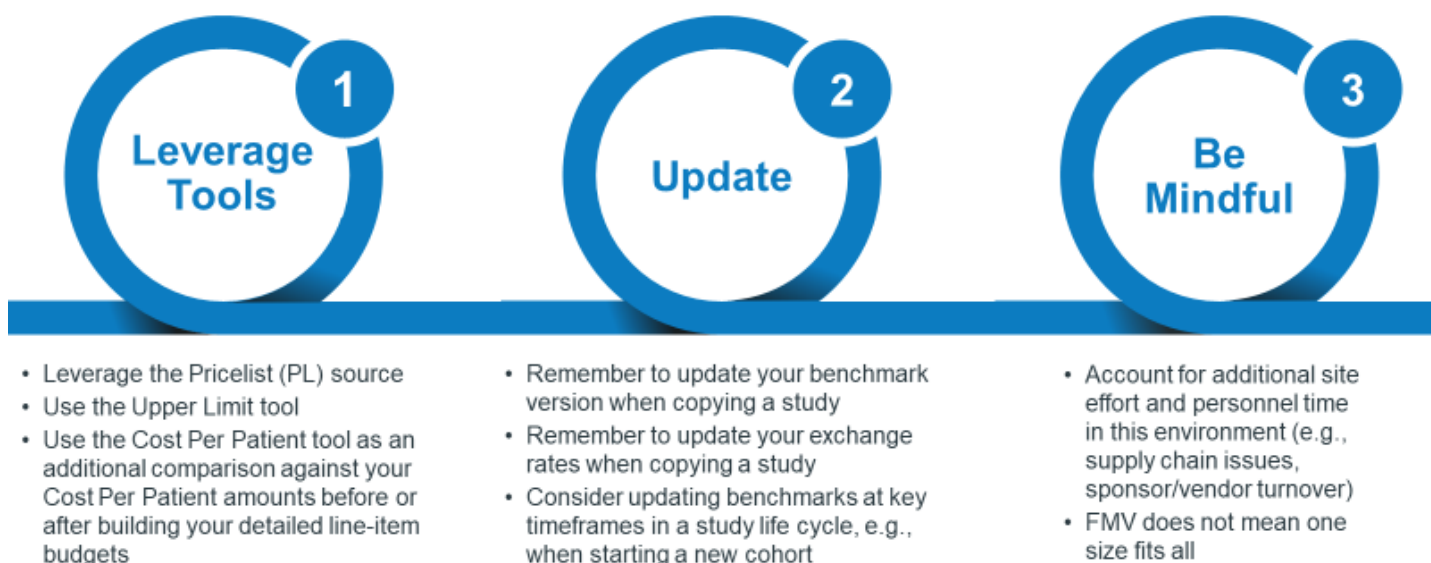 1
Leverage
Tools
2
Update
3
Be
Mindful
• Leverage the Pricelist (PL) source
• Use the Upper Limit tool
• Use the Cost Per Patient tool as an
additional comparison against your
Cost Per Patient amounts before or
after building your detailed line-item
budgets
• Remember to update your benchmark
version when copying a study
• Remember to update your exchange
rates when copying a study
• Consider updating benchmarks at key
timeframes in a study life cycle, e.g.,
when starting a new cohort
• Account for additional site
effort and personnel time
in this environment (e.g.,
supply chain issues,
sponsor/vendor turnover)
• FMV does not mean one
size fits all